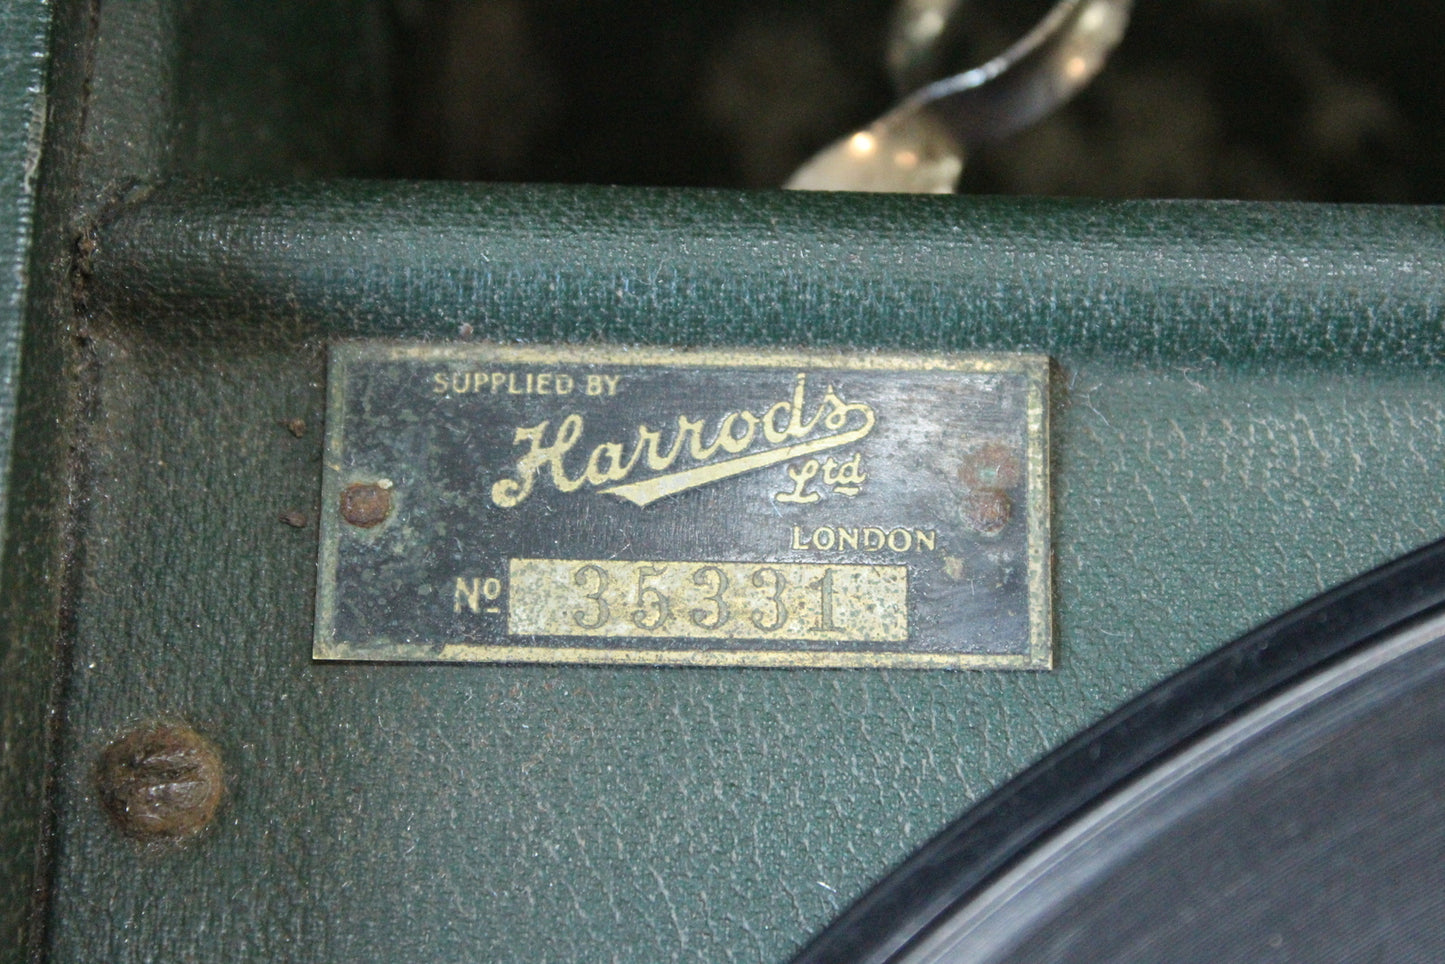 SUPPLIED BY
Harrods
Ltd
LONDON
No 35331